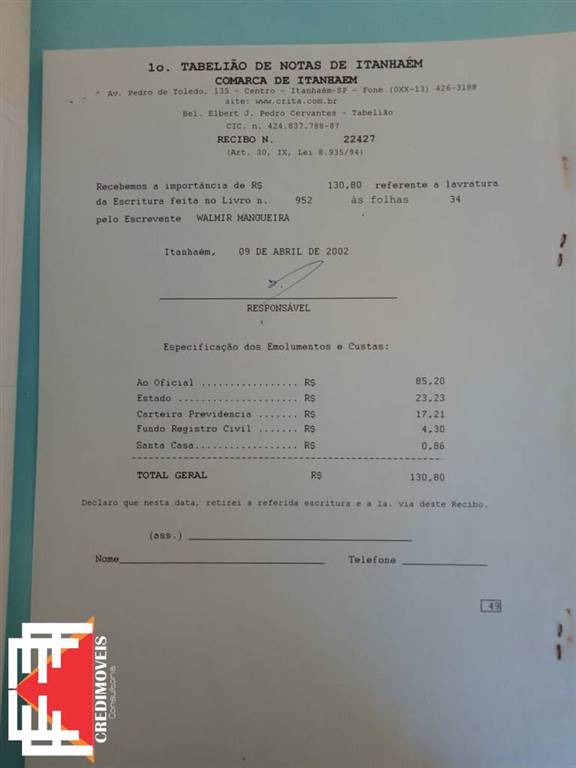 1o. TABELIÃO DE NOTAS DE ITANHAÉM
COMARCA DE ITANHAEM
Av. Pedro de Toledo, 135 - Centro - Itanhaém-SP - Fone (0XX-13) 426-3188
site: www.crita.com.br
Bel. Elbert J. Pedro Cervantes - Tabelião
CIC. n. 424.837.788-87
RECIBO N. 22427
(Art. 30, IX, Lei 8.935/94)
Recebemos a importância de R$ 130,80 referente a lavratura
da Escritura feita no Livro n. 952 às folhas 34
pelo Escrevente WALMIR MANGUEIRA
Itanhaém, 09 DE ABRIL DE 2002
RESPONSÁVEL
Especificação dos Emolumentos e Custas:
Ao Oficial ................ R$ 85,20
Estado .................... R$ 23,23
Carteira Previdencia ....... R$ 17,21
Fundo Registro Civil ....... R$ 4,30
Santa Casa.................. R$ 0,86
TOTAL GERAL R$ 130,80
Declaro que nesta data, retirei a referida escritura e a 1a. via deste Recibo.
(ass.)
Nome Telefone
49
CREDIMOVEIS
Consultoria